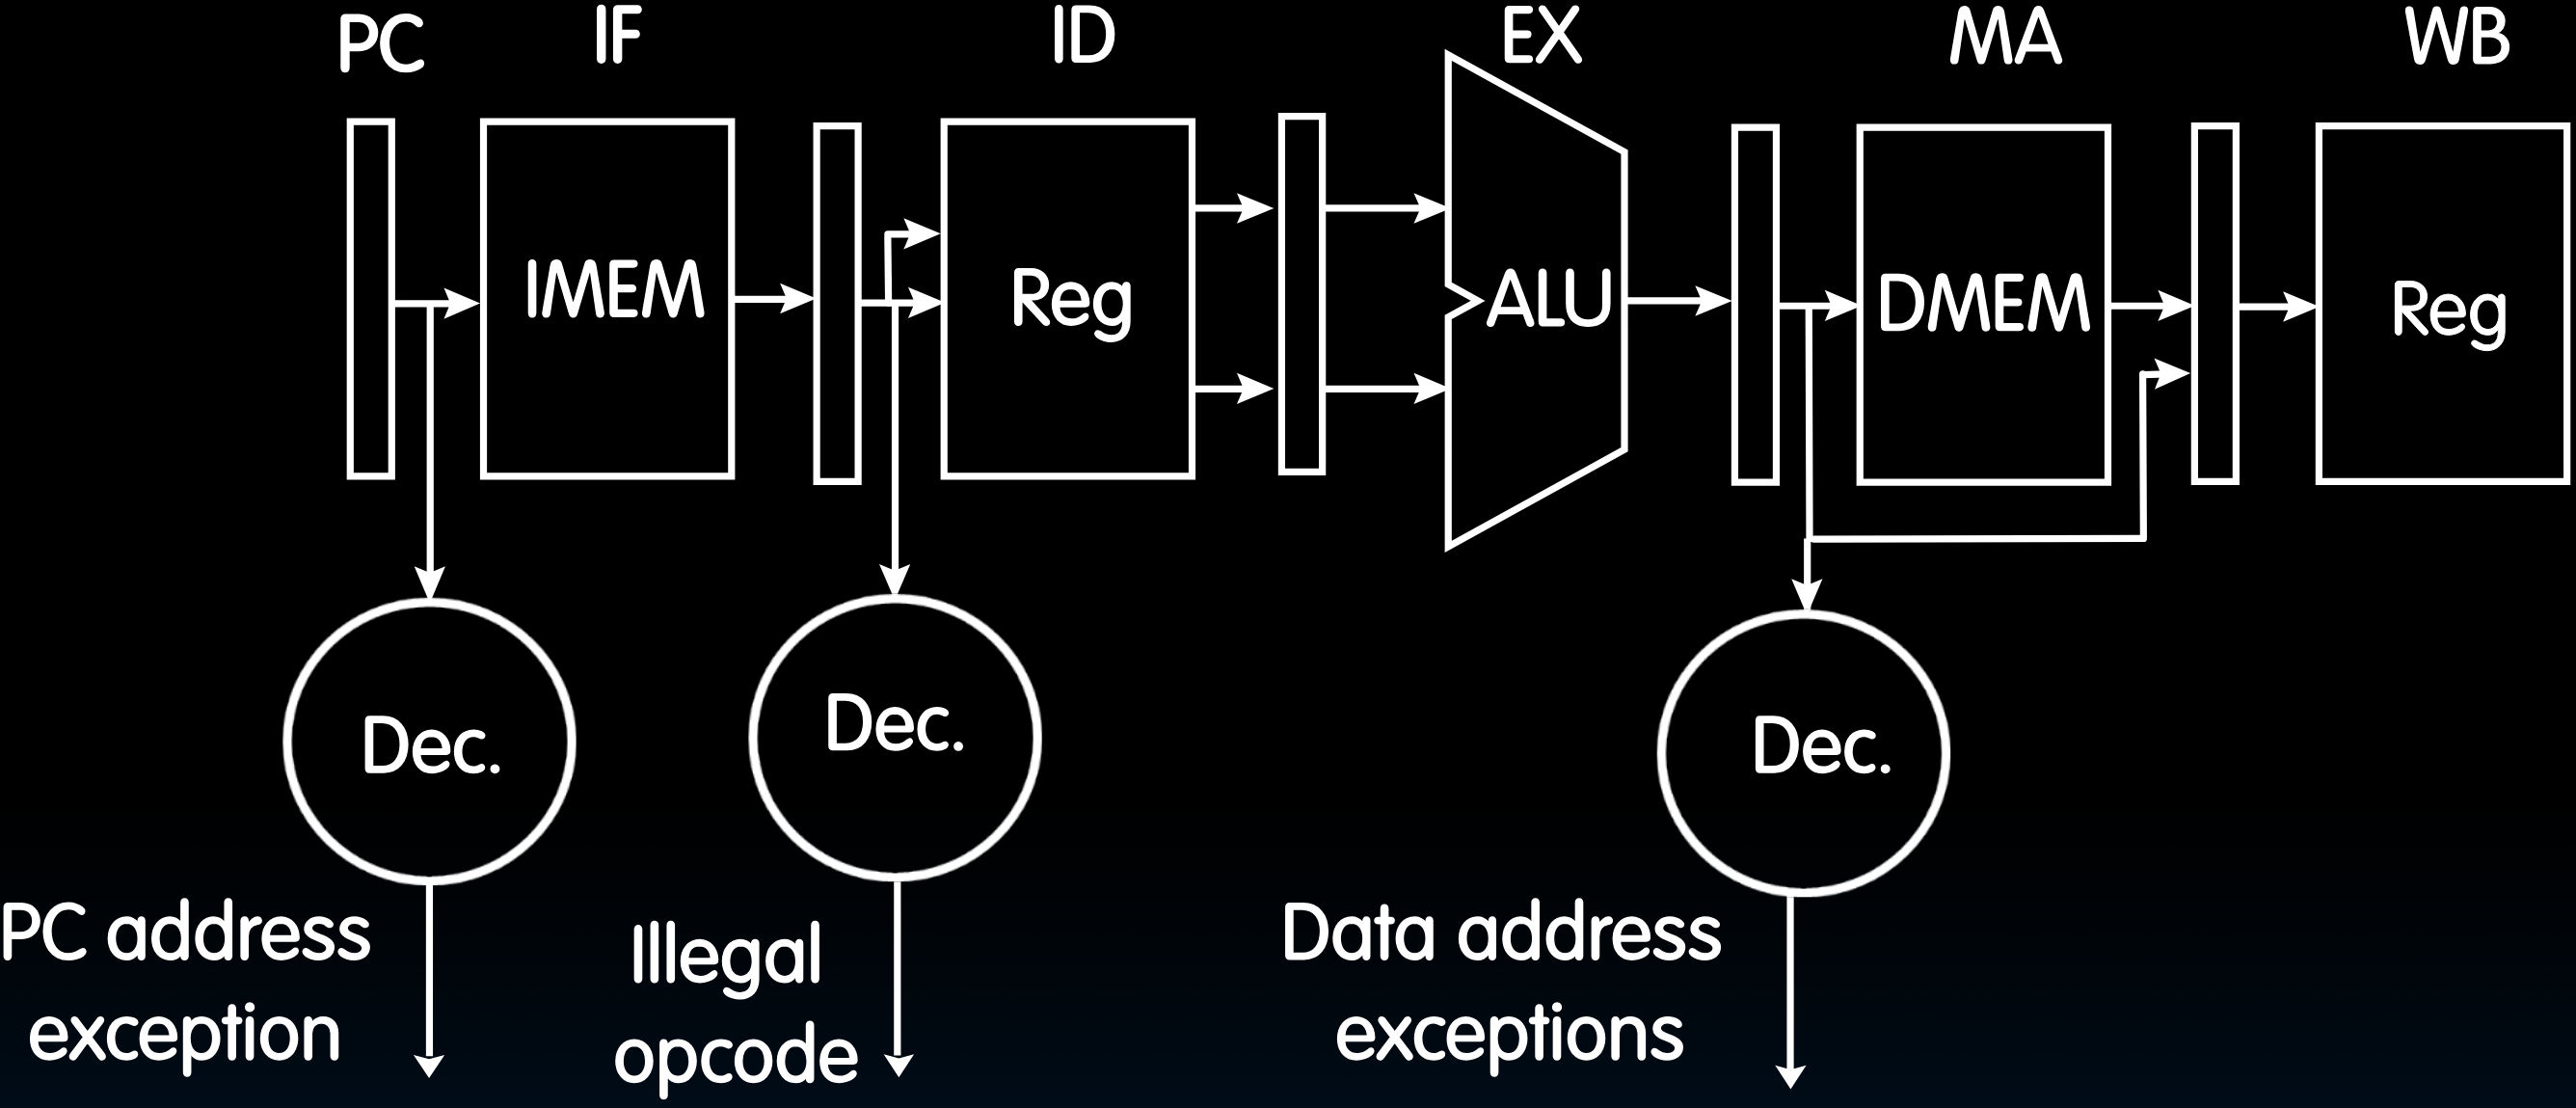 PC
IF
ID
EX
MA
WB
IMEM
Reg
ALU
DMEM
Reg
Dec.
Dec.
Dec.
PC address
exception
Illegal
opcode
Data address
exceptions